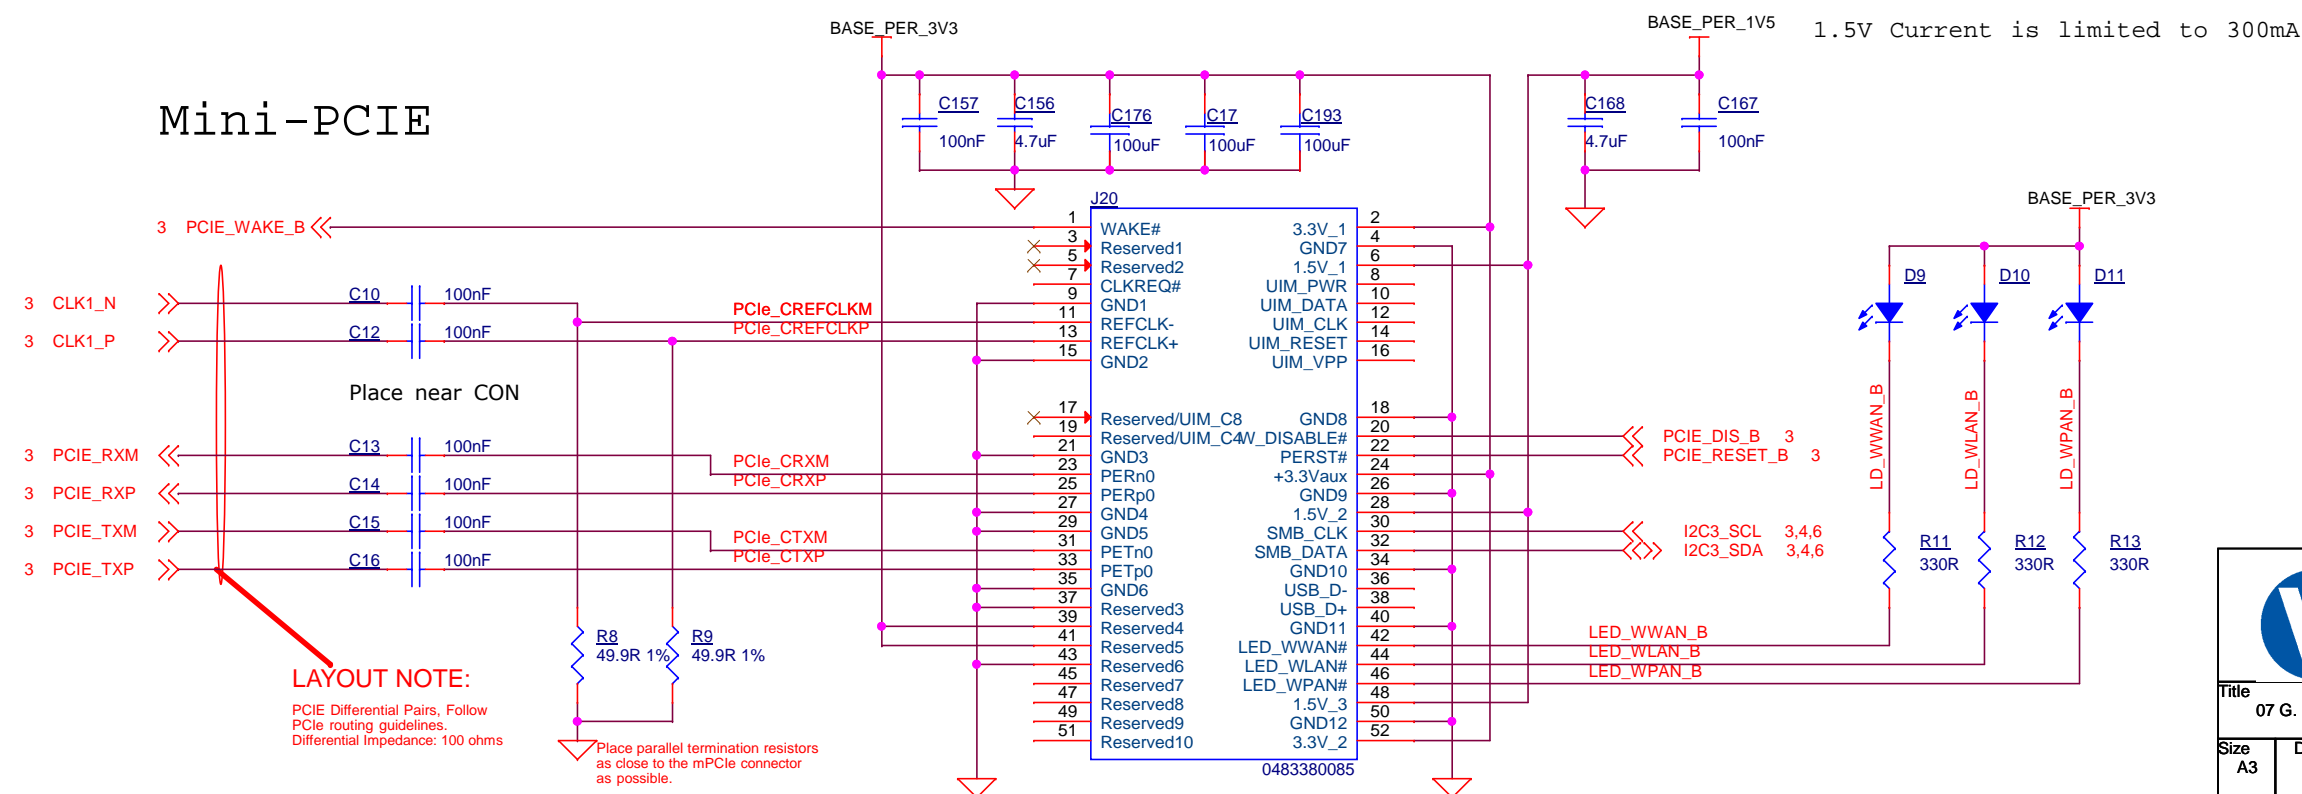 BASE_PER_3V3
BASE_PER_1V5
1.5V Current is limited to 300mA
Mini-PCIE
C157
100nF
C156
4.7uF
C176
100uF
C17
100uF
C193
100uF
C168
4.7uF
C167
100nF
J20
BASE_PER_3V3
3 PCIE_WAKE_B
3 CLK1_N
3 CLK1_P
C10 100nF
C12 100nF
Place near CON
3 PCIE_RXM
3 PCIE_RXP
3 PCIE_TXM
3 PCIE_TXP
C13 100nF
C14 100nF
C15 100nF
C16 100nF
PCIe_CREFCLKM
PCIe_CREFCLKP
PCIe_CRXM
PCIe_CRXP
PCIe_CTXM
PCIe_CTXP
R8
49.9R 1%
R9
49.9R 1%
LAYOUT NOTE:
PCIE Differential Pairs, Follow
PCIe routing guidelines.
Differential Impedance: 100 ohms
Place parallel termination resistors
as close to the mPCIe connector
as possible.
1 WAKE# 3.3V_1 2
3 Reserved1 GND7 4
5 Reserved2 1.5V_1 6
7 CLKREQ# UIM_PWR 8
9 GND1 UIM_DATA 10
11 REFCLK- UIM_CLK 12
13 REFCLK+ UIM_RESET 14
15 GND2 UIM_VPP 16
17 Reserved/UIM_C8 GND8 18
19 Reserved/UIM_C4 W_DISABLE# 20
21 GND3 PERST# 22
23 PERn0 +3.3Vaux 24
25 PERp0 GND9 26
27 GND4 1.5V_2 28
29 GND5 SMB_CLK 30
31 PETn0 SMB_DATA 32
33 PETp0 GND10 34
35 GND6 USB_D- 36
37 Reserved3 USB_D+ 38
39 Reserved4 GND11 40
41 Reserved5 LED_WWAN# 42
43 Reserved6 LED_WLAN# 44
45 Reserved7 LED_WPAN# 46
47 Reserved8 1.5V_3 48
49 Reserved9 GND12 50
51 Reserved10 3.3V_2 52
0483380085
PCIE_DIS_B 3
PCIE_RESET_B 3
I2C3_SCL 3,4,6
I2C3_SDA 3,4,6
LED_WWAN_B
LED_WLAN_B
LED_WPAN_B
D9
D10
D11
LD_WWAN_B
LD_WLAN_B
LD_WPAN_B
R11
330R
R12
330R
R13
330R
Title
07 G.
Size
A3
D